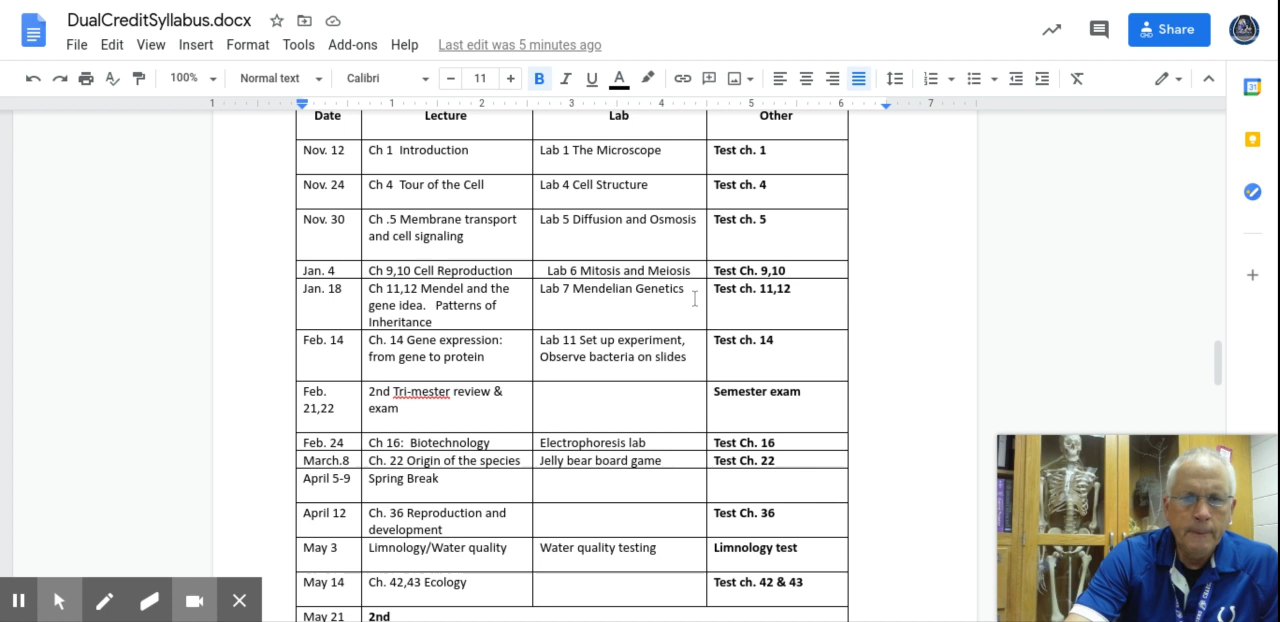 DualCreditSyllabus.docx
File Edit View Insert Format Tools Add-ons Help Last edit was 5 minutes ago
Share
100% Normal text Calibri 11 B I U A
1 1 2 3 4 5 6 7
31
Date Lecture Lab Other
Nov. 12 Ch 1 Introduction Lab 1 The Microscope Test ch. 1
Nov. 24 Ch 4 Tour of the Cell Lab 4 Cell Structure Test ch. 4
Nov. 30 Ch .5 Membrane transport Lab 5 Diffusion and Osmosis Test ch. 5
and cell signaling
Jan. 4 Ch 9,10 Cell Reproduction Lab 6 Mitosis and Meiosis Test Ch. 9,10
Jan. 18 Ch 11,12 Mendel and the Lab 7 Mendelian Genetics Test ch. 11,12
gene idea. Patterns of
Inheritance
Feb. 14 Ch. 14 Gene expression: Lab 11 Set up experiment, Test ch. 14
from gene to protein Observe bacteria on slides
Feb. 2nd Tri-mester review & Semester exam
21,22 exam
Feb. 24 Ch 16: Biotechnology Electrophoresis lab Test Ch. 16
March.8 Ch. 22 Origin of the species Jelly bear board game Test Ch. 22
April 5-9 Spring Break
April 12 Ch. 36 Reproduction and Test Ch. 36
development
May 3 Limnology/Water quality Water quality testing Limnology test
May 14 Ch. 42,43 Ecology Test ch. 42 & 43
May 21 2nd